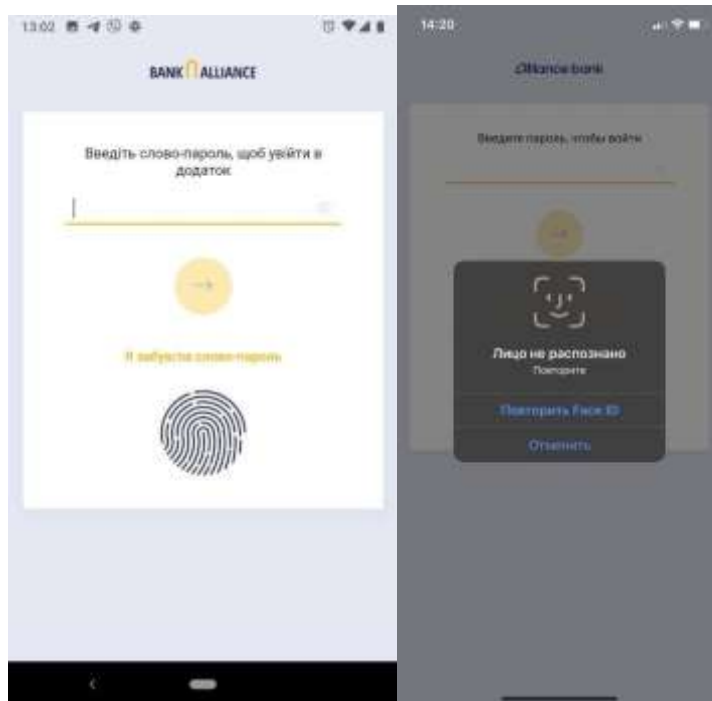 13:02
BANK ALLIANCE
Введіть слово-пароль, щоб увійти в
додаток
Я забув/ла слово-пароль
14:20
Alliance bank
Введите пароль, чтобы войти
Лицо не распознано
Повторите
Повторить Face ID
Отменить